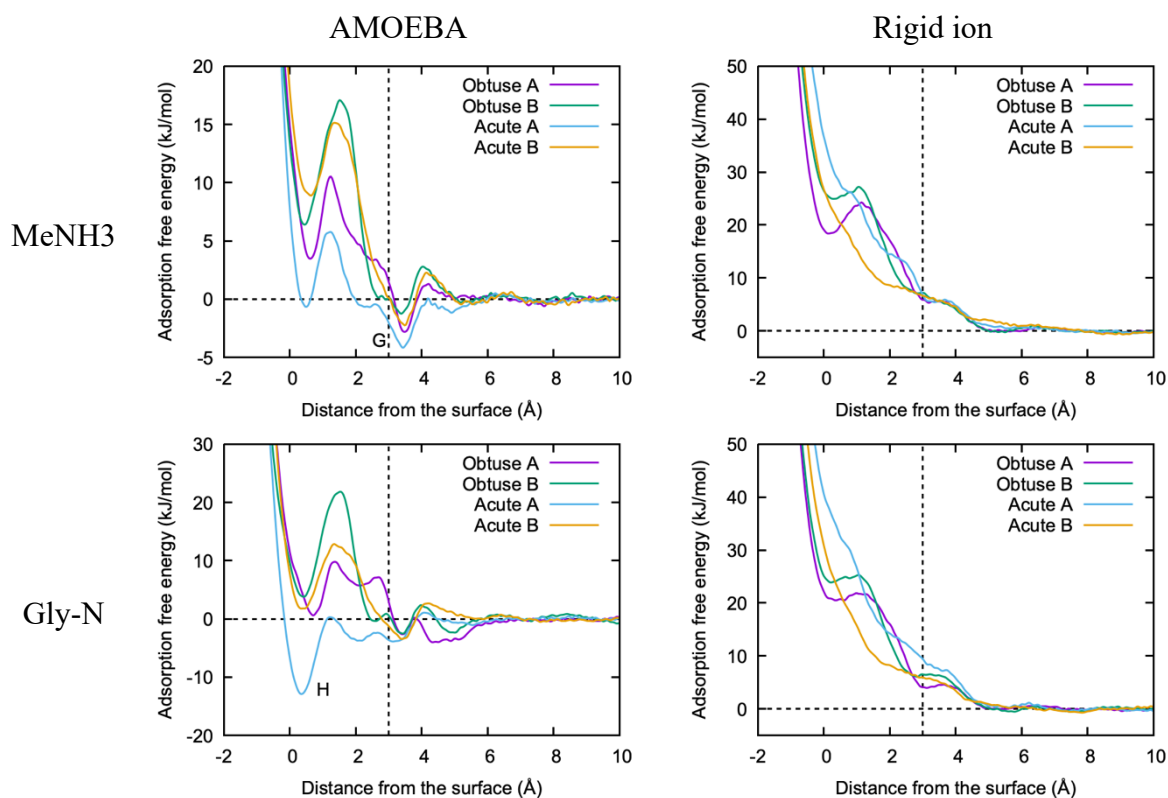 AMOEBA
Rigid ion
MeNH3
Adsorption free energy (kJ/mol)
20
15
10
5
0
-5
Obtuse A
Obtuse B
Acute A
Acute B
G
-2 0 2 4 6 8 10
Distance from the surface (Å)
Adsorption free energy (kJ/mol)
50
40
30
20
10
0
Obtuse A
Obtuse B
Acute A
Acute B
-2 0 2 4 6 8 10
Distance from the surface (Å)
Gly-N
Adsorption free energy (kJ/mol)
30
20
10
0
-10
-20
Obtuse A
Obtuse B
Acute A
Acute B
H
-2 0 2 4 6 8 10
Distance from the surface (Å)
Adsorption free energy (kJ/mol)
50
40
30
20
10
0
Obtuse A
Obtuse B
Acute A
Acute B
-2 0 2 4 6 8 10
Distance from the surface (Å)